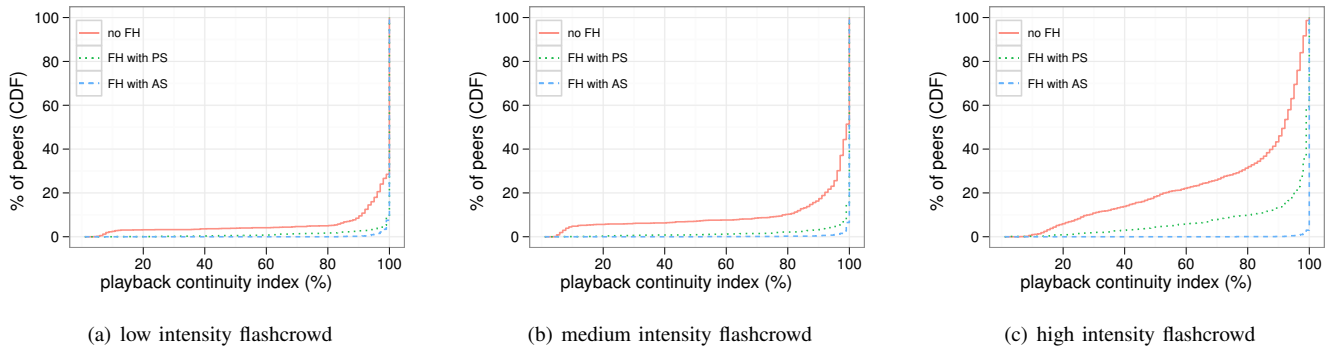 100
80
60
40
20
0
% of peers (CDF)
no FH
FH with PS
FH with AS
20 40 60 80 100
playback continuity index (%)
(a) low intensity flashcrowd
100
80
60
40
20
0
% of peers (CDF)
no FH
FH with PS
FH with AS
20 40 60 80 100
playback continuity index (%)
(b) medium intensity flashcrowd
100
80
60
40
20
0
% of peers (CDF)
no FH
FH with PS
FH with AS
20 40 60 80 100
playback continuity index (%)
(c) high intensity flashcrowd